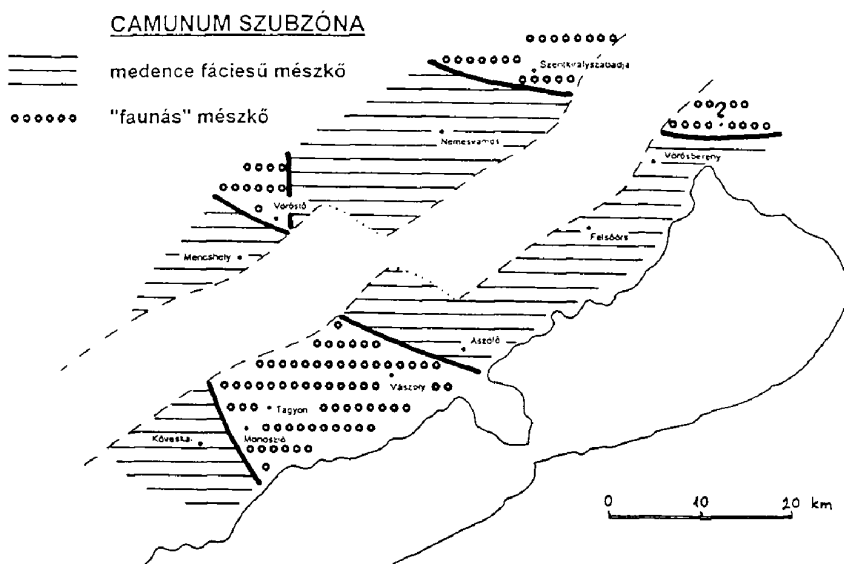 CAMUNUM SZUBZÓNA
medence fáciesű mészkő
"faunás" mészkő
Szentkirályszabadja
Nemesvámos
?
Vörösberény
Vöröstó
Felsőörs
Mencshely
Aszófő
Vászoly
Tagyon
Monoszló
Köveskál
0 10 20 km